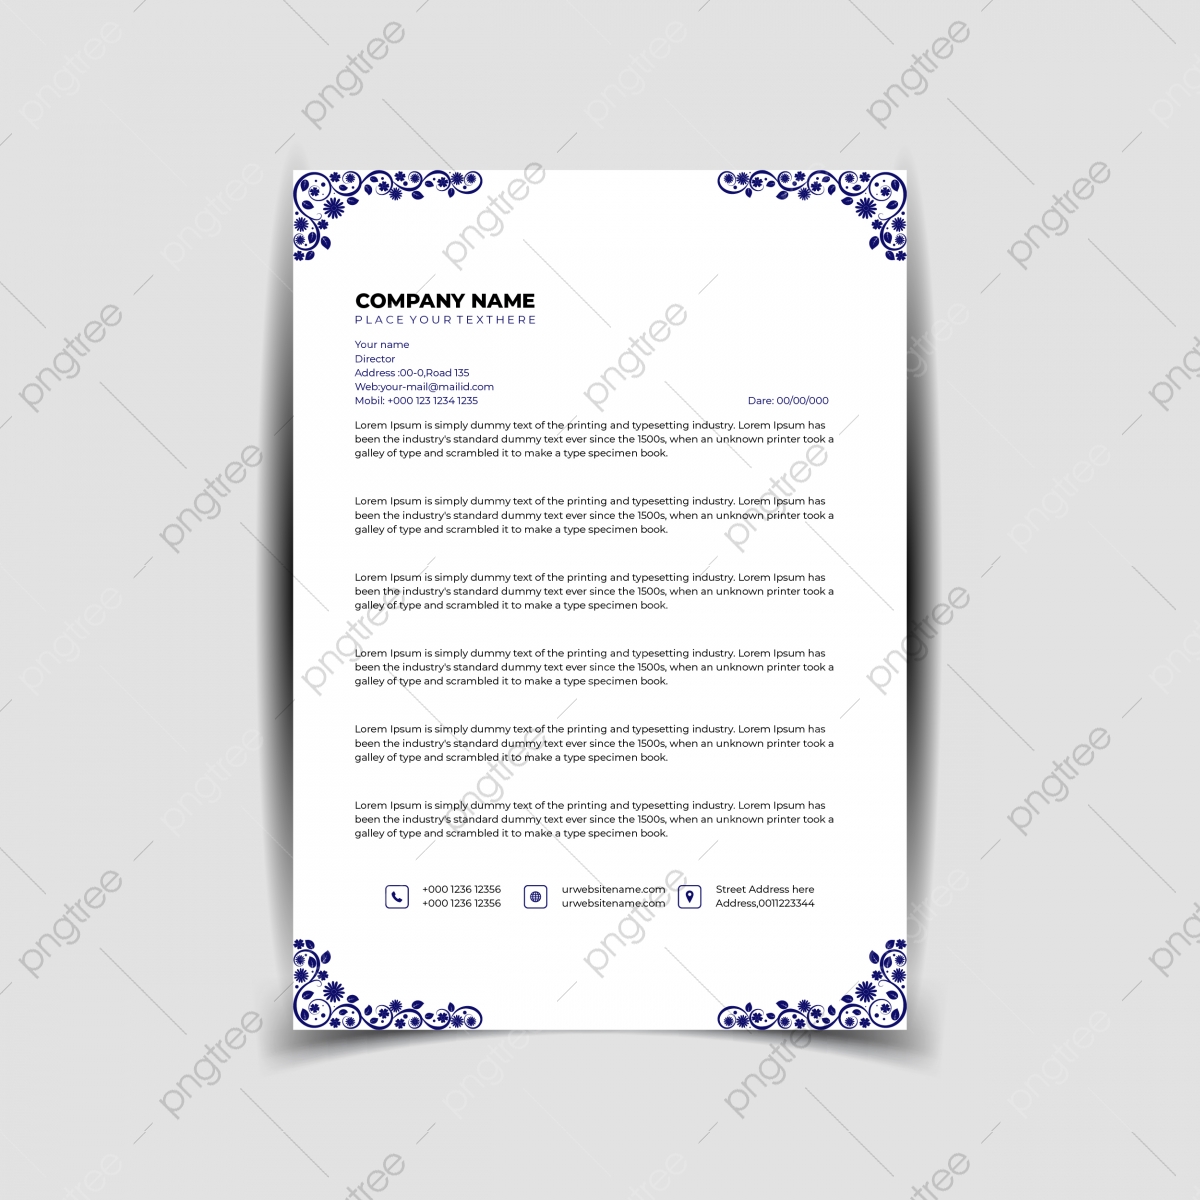 COMPANY NAME
PLACE YOUR TEXTHERE
Your name
Director
Address :00-0,Road 135
Web:your-mail@mailid.com
Mobil: +000 123 1234 1235
Dare: 00/00/000
Lorem Ipsum is simply dummy text of the printing and typesetting industry. Lorem Ipsum has
been the industry's standard dummy text ever since the 1500s, when an unknown printer took a
galley of type and scrambled it to make a type specimen book.
Lorem Ipsum is simply dummy text of the printing and typesetting industry. Lorem Ipsum has
been the industry's standard dummy text ever since the 1500s, when an unknown printer took a
galley of type and scrambled it to make a type specimen book.
Lorem Ipsum is simply dummy text of the printing and typesetting industry. Lorem Ipsum has
been the industry's standard dummy text ever since the 1500s, when an unknown printer took a
galley of type and scrambled it to make a type specimen book.
Lorem Ipsum is simply dummy text of the printing and typesetting industry. Lorem Ipsum has
been the industry's standard dummy text ever since the 1500s, when an unknown printer took a
galley of type and scrambled it to make a type specimen book.
Lorem Ipsum is simply dummy text of the printing and typesetting industry. Lorem Ipsum has
been the industry's standard dummy text ever since the 1500s, when an unknown printer took a
galley of type and scrambled it to make a type specimen book.
Lorem Ipsum is simply dummy text of the printing and typesetting industry. Lorem Ipsum has
been the industry's standard dummy text ever since the 1500s, when an unknown printer took a
galley of type and scrambled it to make a type specimen book.
+000 1236 12356
+000 1236 12356
urwebsitename.com
urwebsitename.com
Street Address here
Address,0011223344
pngtree